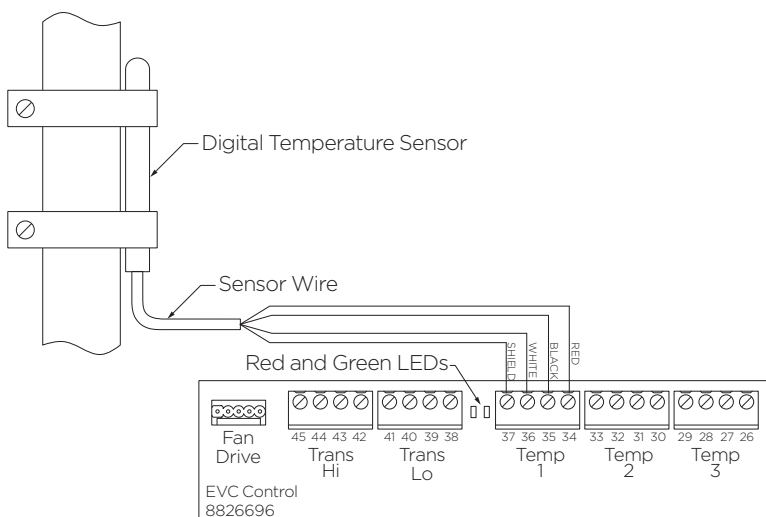 Digital Temperature Sensor
Sensor Wire
SHIELD
WHITE
BLACK
RED
Red and Green LEDs
45 44 43 42
41 40 39 38
37 36 35 34
33 32 31 30
29 28 27 26
Fan
Drive
Trans
Hi
Trans
Lo
Temp
1
Temp
2
Temp
3
EVC Control
8826696